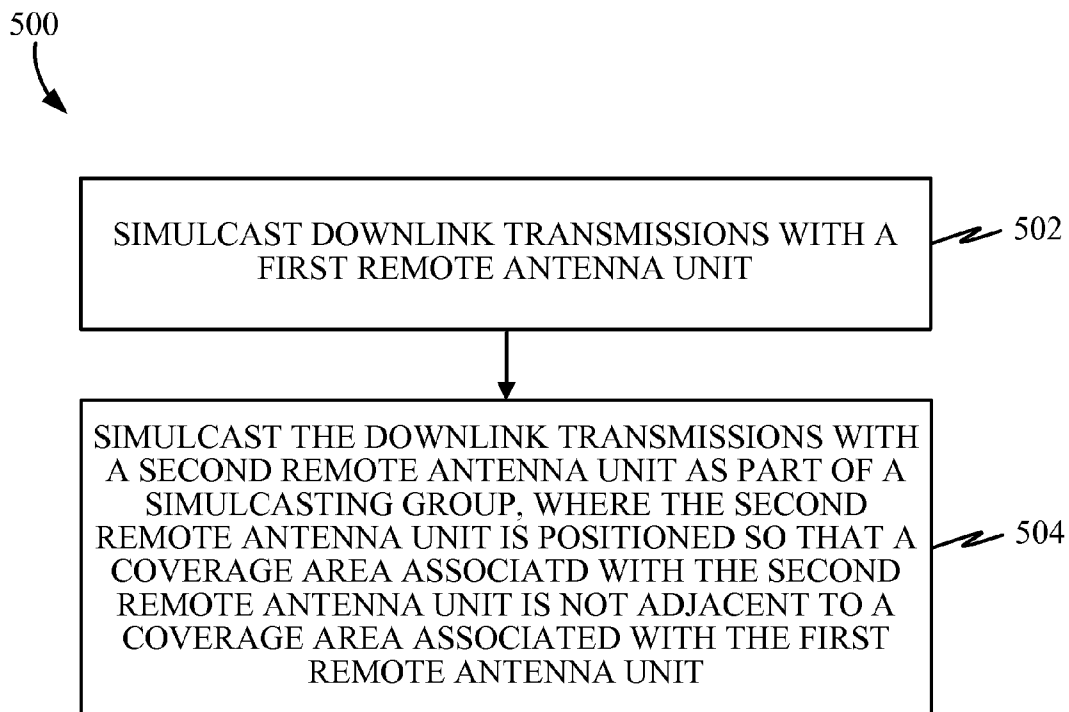 500
SIMULCAST DOWNLINK TRANSMISSIONS WITH A
FIRST REMOTE ANTENNA UNIT
502
SIMULCAST THE DOWNLINK TRANSMISSIONS WITH
A SECOND REMOTE ANTENNA UNIT AS PART OF A
SIMULCASTING GROUP, WHERE THE SECOND
REMOTE ANTENNA UNIT IS POSITIONED SO THAT A
COVERAGE AREA ASSOCIATD WITH THE SECOND
REMOTE ANTENNA UNIT IS NOT ADJACENT TO A
COVERAGE AREA ASSOCIATED WITH THE FIRST
REMOTE ANTENNA UNIT
504